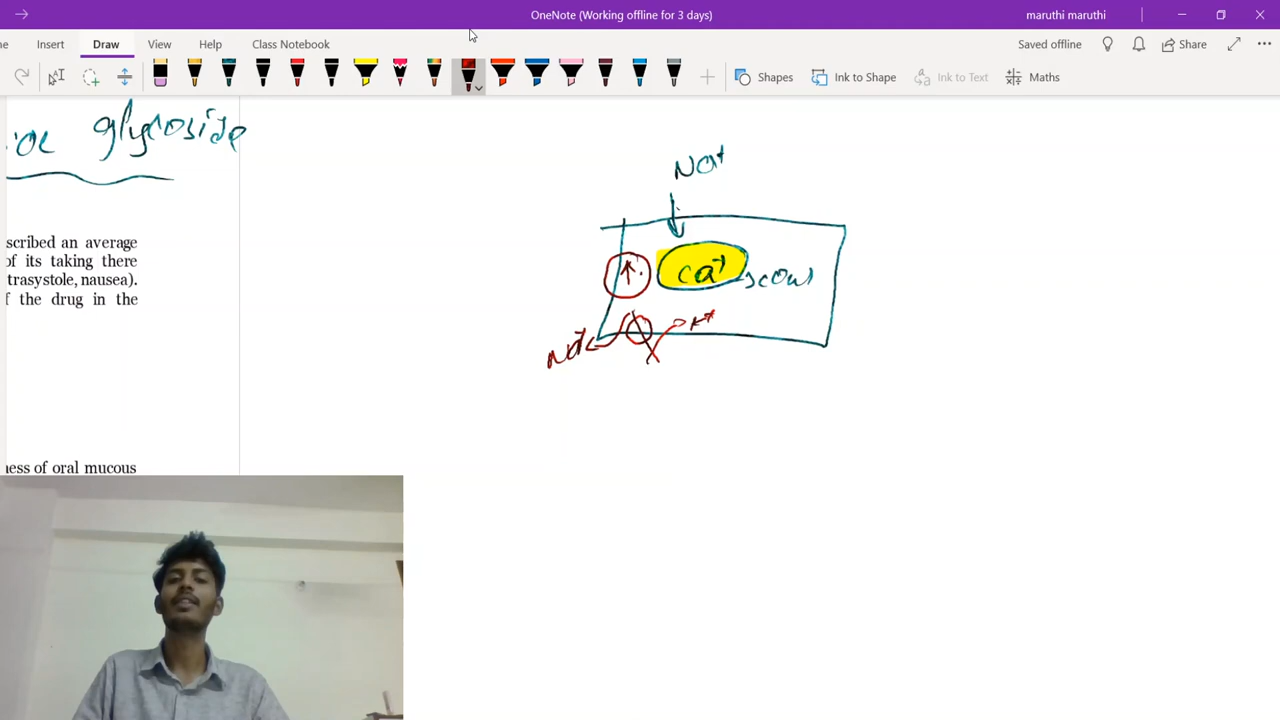 OneNote (Working offline for 3 days)
maruthi maruthi
Insert
Draw
View
Help
Class Notebook
Saved offline
Share
Shapes
Ink to Shape
Ink to Text
Maths
glycoside
scribed an average
of its taking there
trasystole, nausea).
f the drug in the
ness of oral mucous
Na+
ca+
Na+
K+